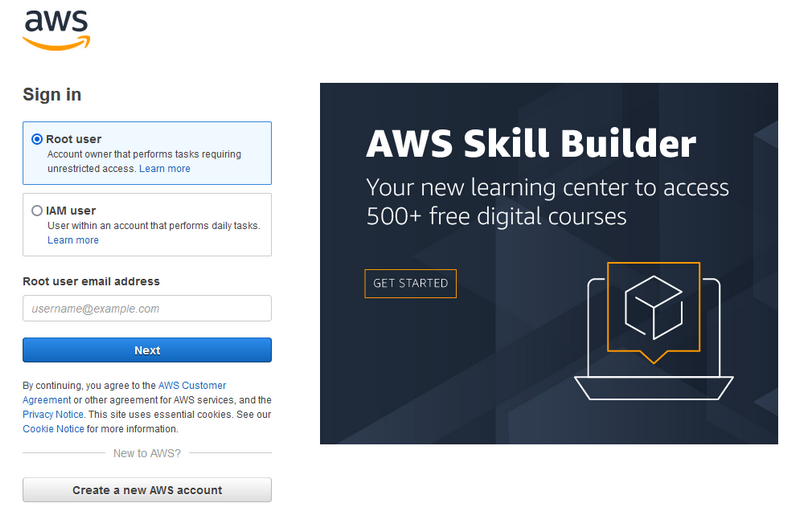 aws
Sign in
Root user
Account owner that performs tasks requiring
unrestricted access. Learn more
IAM user
User within an account that performs daily tasks.
Learn more
Root user email address
username@example.com
Next
By continuing, you agree to the AWS Customer
Agreement or other agreement for AWS services, and the
Privacy Notice. This site uses essential cookies. See our
Cookie Notice for more information.
New to AWS?
Create a new AWS account
AWS Skill Builder
Your new learning center to access
500+ free digital courses
GET STARTED